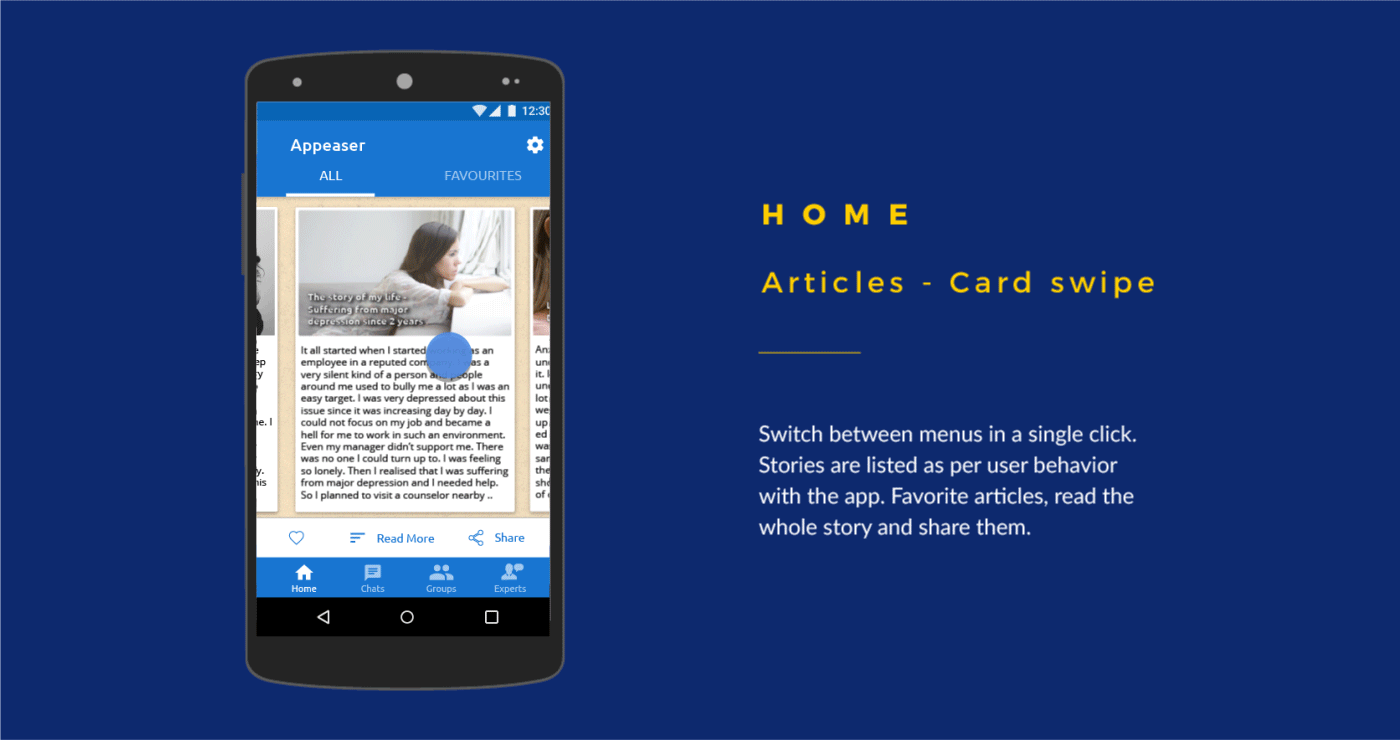 12:30
Appeaser
ALL
FAVOURITES
The story of my life -
Suffering from major
depression since 2 years
It all started when I started as an
employee in a reputed as a
very silent kind of a person and people
around me used to bully me a lot as I was an
easy target. I was very depressed about this
issue since it was increasing day by day. I
could not focus on my job and became a
hell for me to work in such an environment.
Even my manager didn't support me. There
was no one I could turn up to. I was feeling
so lonely. Then I realised that I was suffering
from major depression and I needed help.
So I planned to visit a counselor nearby ..
Read More
Share
Home
Chats
Groups
Experts
HOME
Articles - Card swipe
Switch between menus in a single click.
Stories are listed as per user behavior
with the app. Favorite articles, read the
whole story and share them.